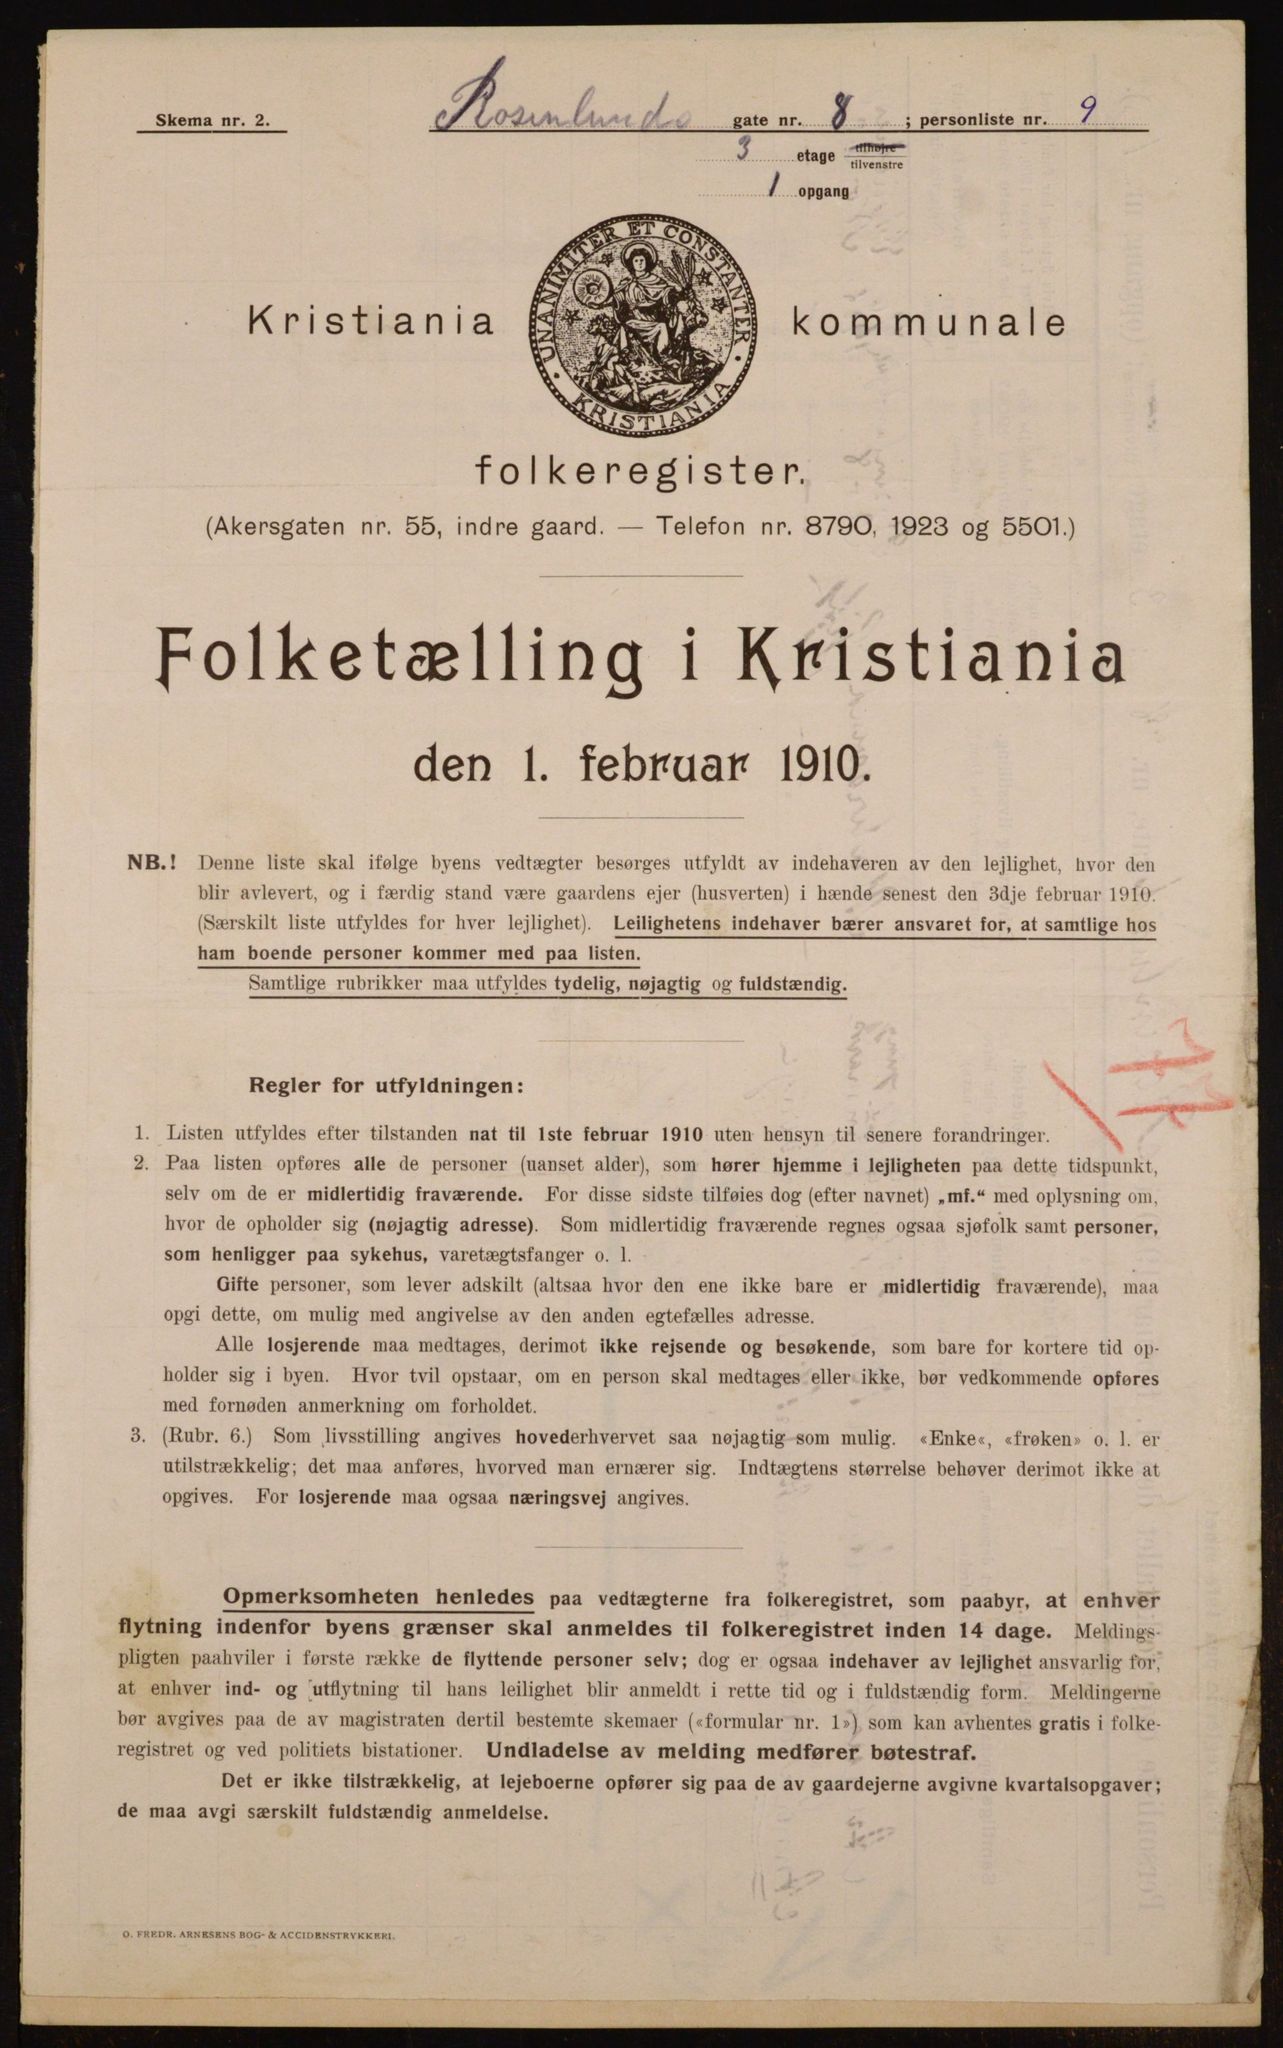 Skema nr. 2. Rosenlunds gate nr. 8 ; personliste nr. 9
3 etage tilhøjre
tilvenstre
1 opgang
UNANIMITER ET CONSTANTER
KRISTIANIA
Kristiania kommunale
folkeregister.
(Akersgaten nr. 55, indre gaard. — Telefon nr. 8790, 1923 og 5501.)
Folketælling i Kristiania
den 1. februar 1910.
NB.! Denne liste skal ifølge byens vedtægter besørges utfyldt av indehaveren av den lejlighet, hvor den
blir avlevert, og i færdig stand være gaardens ejer (husverten) i hænde senest den 3dje februar 1910.
(Særskilt liste utfyldes for hver lejlighet). Leilighetens indehaver bærer ansvaret for, at samtlige hos
ham boende personer kommer med paa listen.
Samtlige rubrikker maa utfyldes tydelig, nøjagtig og fuldstændig.
Regler for utfyldningen:
1. Listen utfyldes efter tilstanden nat til 1ste februar 1910 uten hensyn til senere forandringer.
2. Paa listen opføres alle de personer (uanset alder), som hører hjemme i lejligheten paa dette tidspunkt,
selv om de er midlertidig fraværende. For disse sidste tilføies dog (efter navnet) „mf.“ med oplysning om,
hvor de opholder sig (nøjagtig adresse). Som midlertidig fraværende regnes ogsaa sjøfolk samt personer,
som henligger paa sykehus, varetægtsfanger o. l.
Gifte personer, som lever adskilt (altsaa hvor den ene ikke bare er midlertidig fraværende), maa
opgi dette, om mulig med angivelse av den anden egtefælles adresse.
Alle losjerende maa medtages, derimot ikke rejsende og besøkende, som bare for kortere tid op-
holder sig i byen. Hvor tvil opstaar, om en person skal medtages eller ikke, bør vedkommende opføres
med fornøden anmerkning om forholdet.
3. (Rubr. 6.) Som livsstilling angives hovederhvervet saa nøjagtig som mulig. «Enke«, «frøken» o. l. er
utilstrækkelig; det maa anføres, hvorved man ernærer sig. Indtægtens størrelse behøver derimot ikke at
opgives. For losjerende maa ogsaa næringsvej angives.
Opmerksomheten henledes paa vedtægterne fra folkeregistret, som paabyr, at enhver
flytning indenfor byens grænser skal anmeldes til folkeregistret inden 14 dage. Meldings-
pligten paahviler i første række de flyttende personer selv; dog er ogsaa indehaver av lejlighet ansvarlig for,
at enhver ind- og utflytning til hans leilighet blir anmeldt i rette tid og i fuldstændig form. Meldingerne
bør avgives paa de av magistraten dertil bestemte skemaer («formular nr. 1») som kan avhentes gratis i folke-
registret og ved politiets bistationer. Undladelse av melding medfører bøtestraf.
Det er ikke tilstrækkelig, at lejeboerne opfører sig paa de av gaardejerne avgivne kvartalsopgaver;
de maa avgi særskilt fuldstændig anmeldelse.
O. FREDR. ARNESENS BOG- & ACCIDENSTRYKKERI.